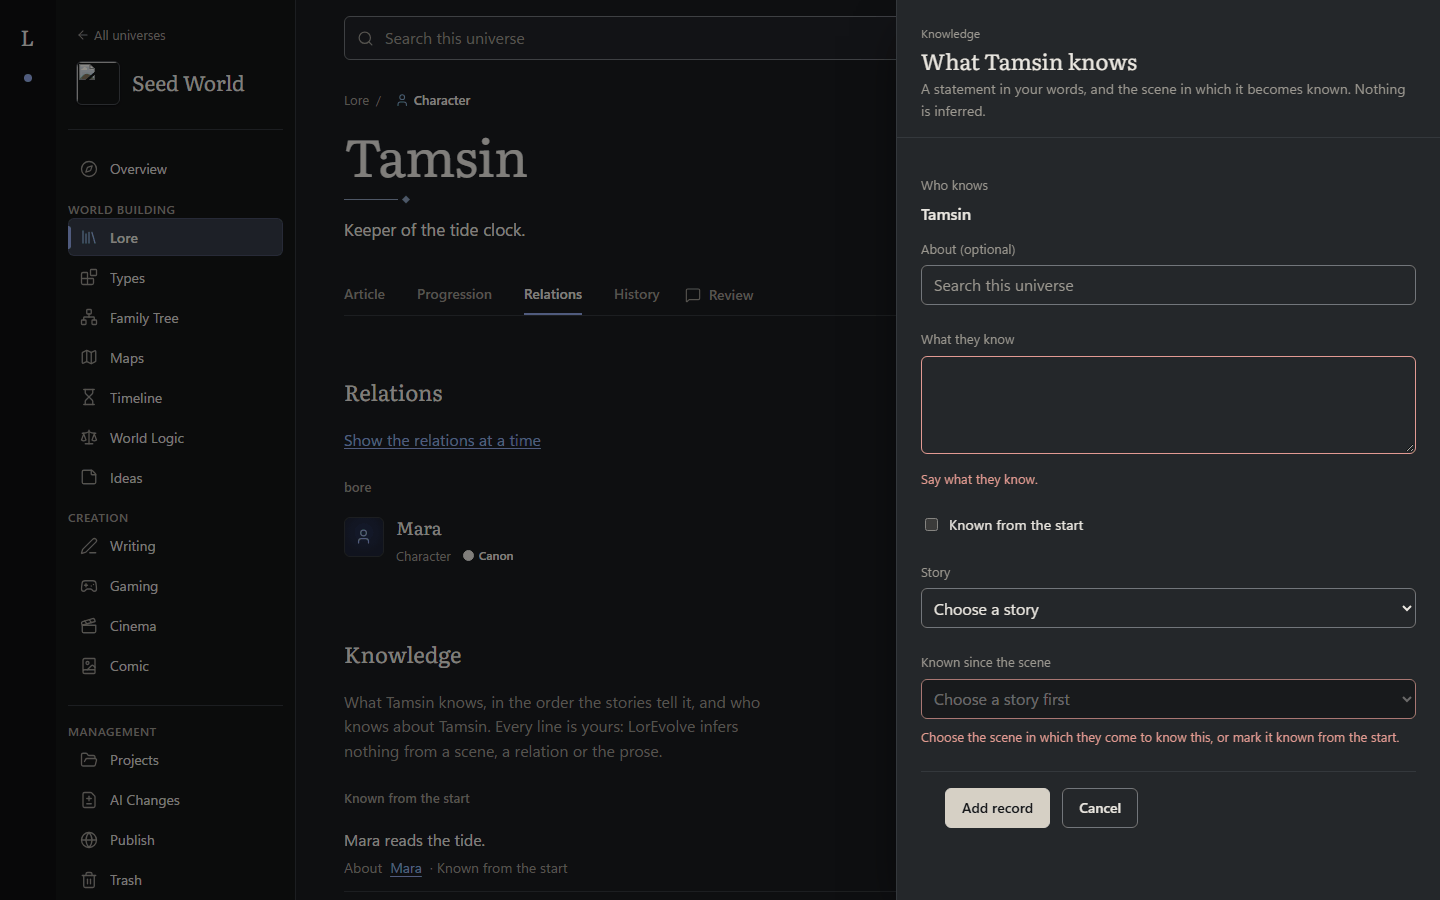 L
All universes
Seed World
Overview
WORLD BUILDING
Lore
Types
Family Tree
Maps
Timeline
World Logic
Ideas
CREATION
Writing
Gaming
Cinema
Comic
MANAGEMENT
Projects
AI Changes
Publish
Trash
Search this universe
Lore / Character
Tamsin
Keeper of the tide clock.
Article Progression Relations History Review
Relations
Show the relations at a time
bore
Mara
Character Canon
Knowledge
What Tamsin knows, in the order the stories tell it, and who
knows about Tamsin. Every line is yours: LorEvolve infers
nothing from a scene, a relation or the prose.
Known from the start
Mara reads the tide.
About Mara · Known from the start
Knowledge
What Tamsin knows
A statement in your words, and the scene in which it becomes known. Nothing
is inferred.
Who knows
Tamsin
About (optional)
Search this universe
What they know
Say what they know.
Known from the start
Story
Choose a story
Known since the scene
Choose a story first
Choose the scene in which they come to know this, or mark it known from the start.
Add record Cancel